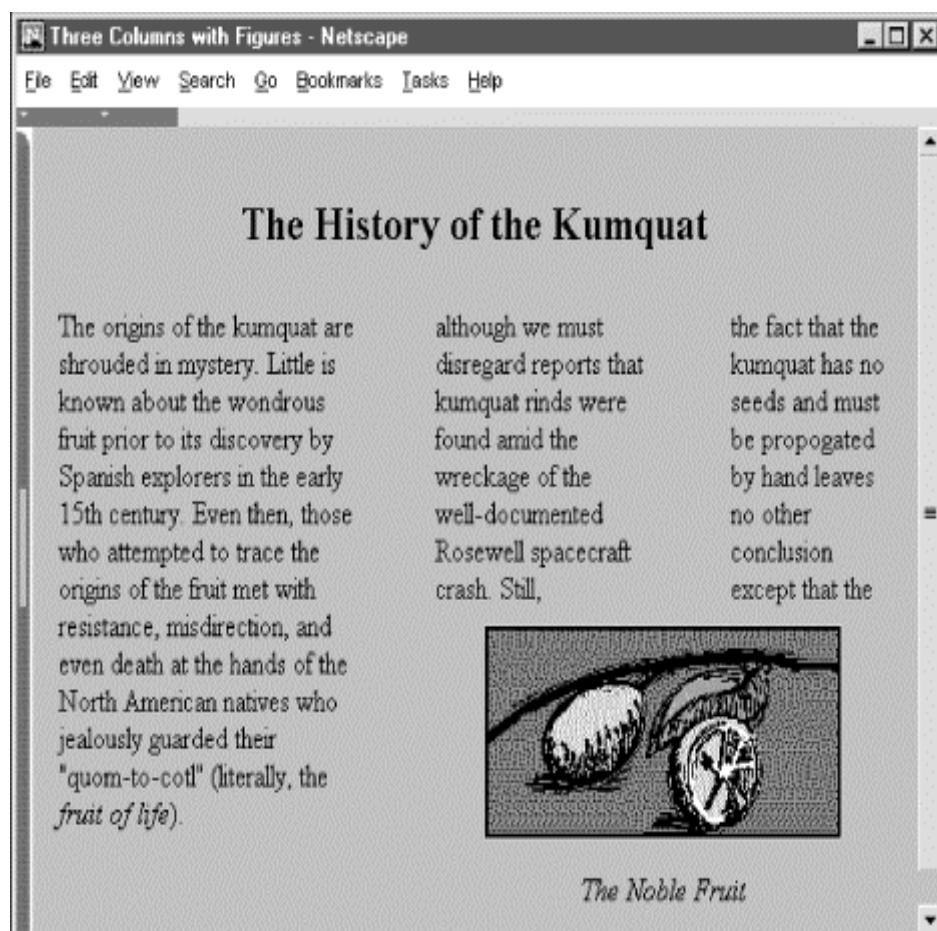 Three Columns with Figures - Netscape
File Edit View Search Go Bookmarks Tasks Help
The History of the Kumquat
The origins of the kumquat are
shrouded in mystery. Little is
known about the wondrous
fruit prior to its discovery by
Spanish explorers in the early
15th century. Even then, those
who attempted to trace the
origins of the fruit met with
resistance, misdirection, and
even death at the hands of the
North American natives who
jealously guarded their
"quom-to-cotl" (literally, the
fruit of life).
although we must
disregard reports that
kumquat rinds were
found amid the
wreckage of the
well-documented
Rosewell spacecraft
crash. Still,
the fact that the
kumquat has no
seeds and must
be propogated
by hand leaves
no other
conclusion
except that the
The Noble Fruit